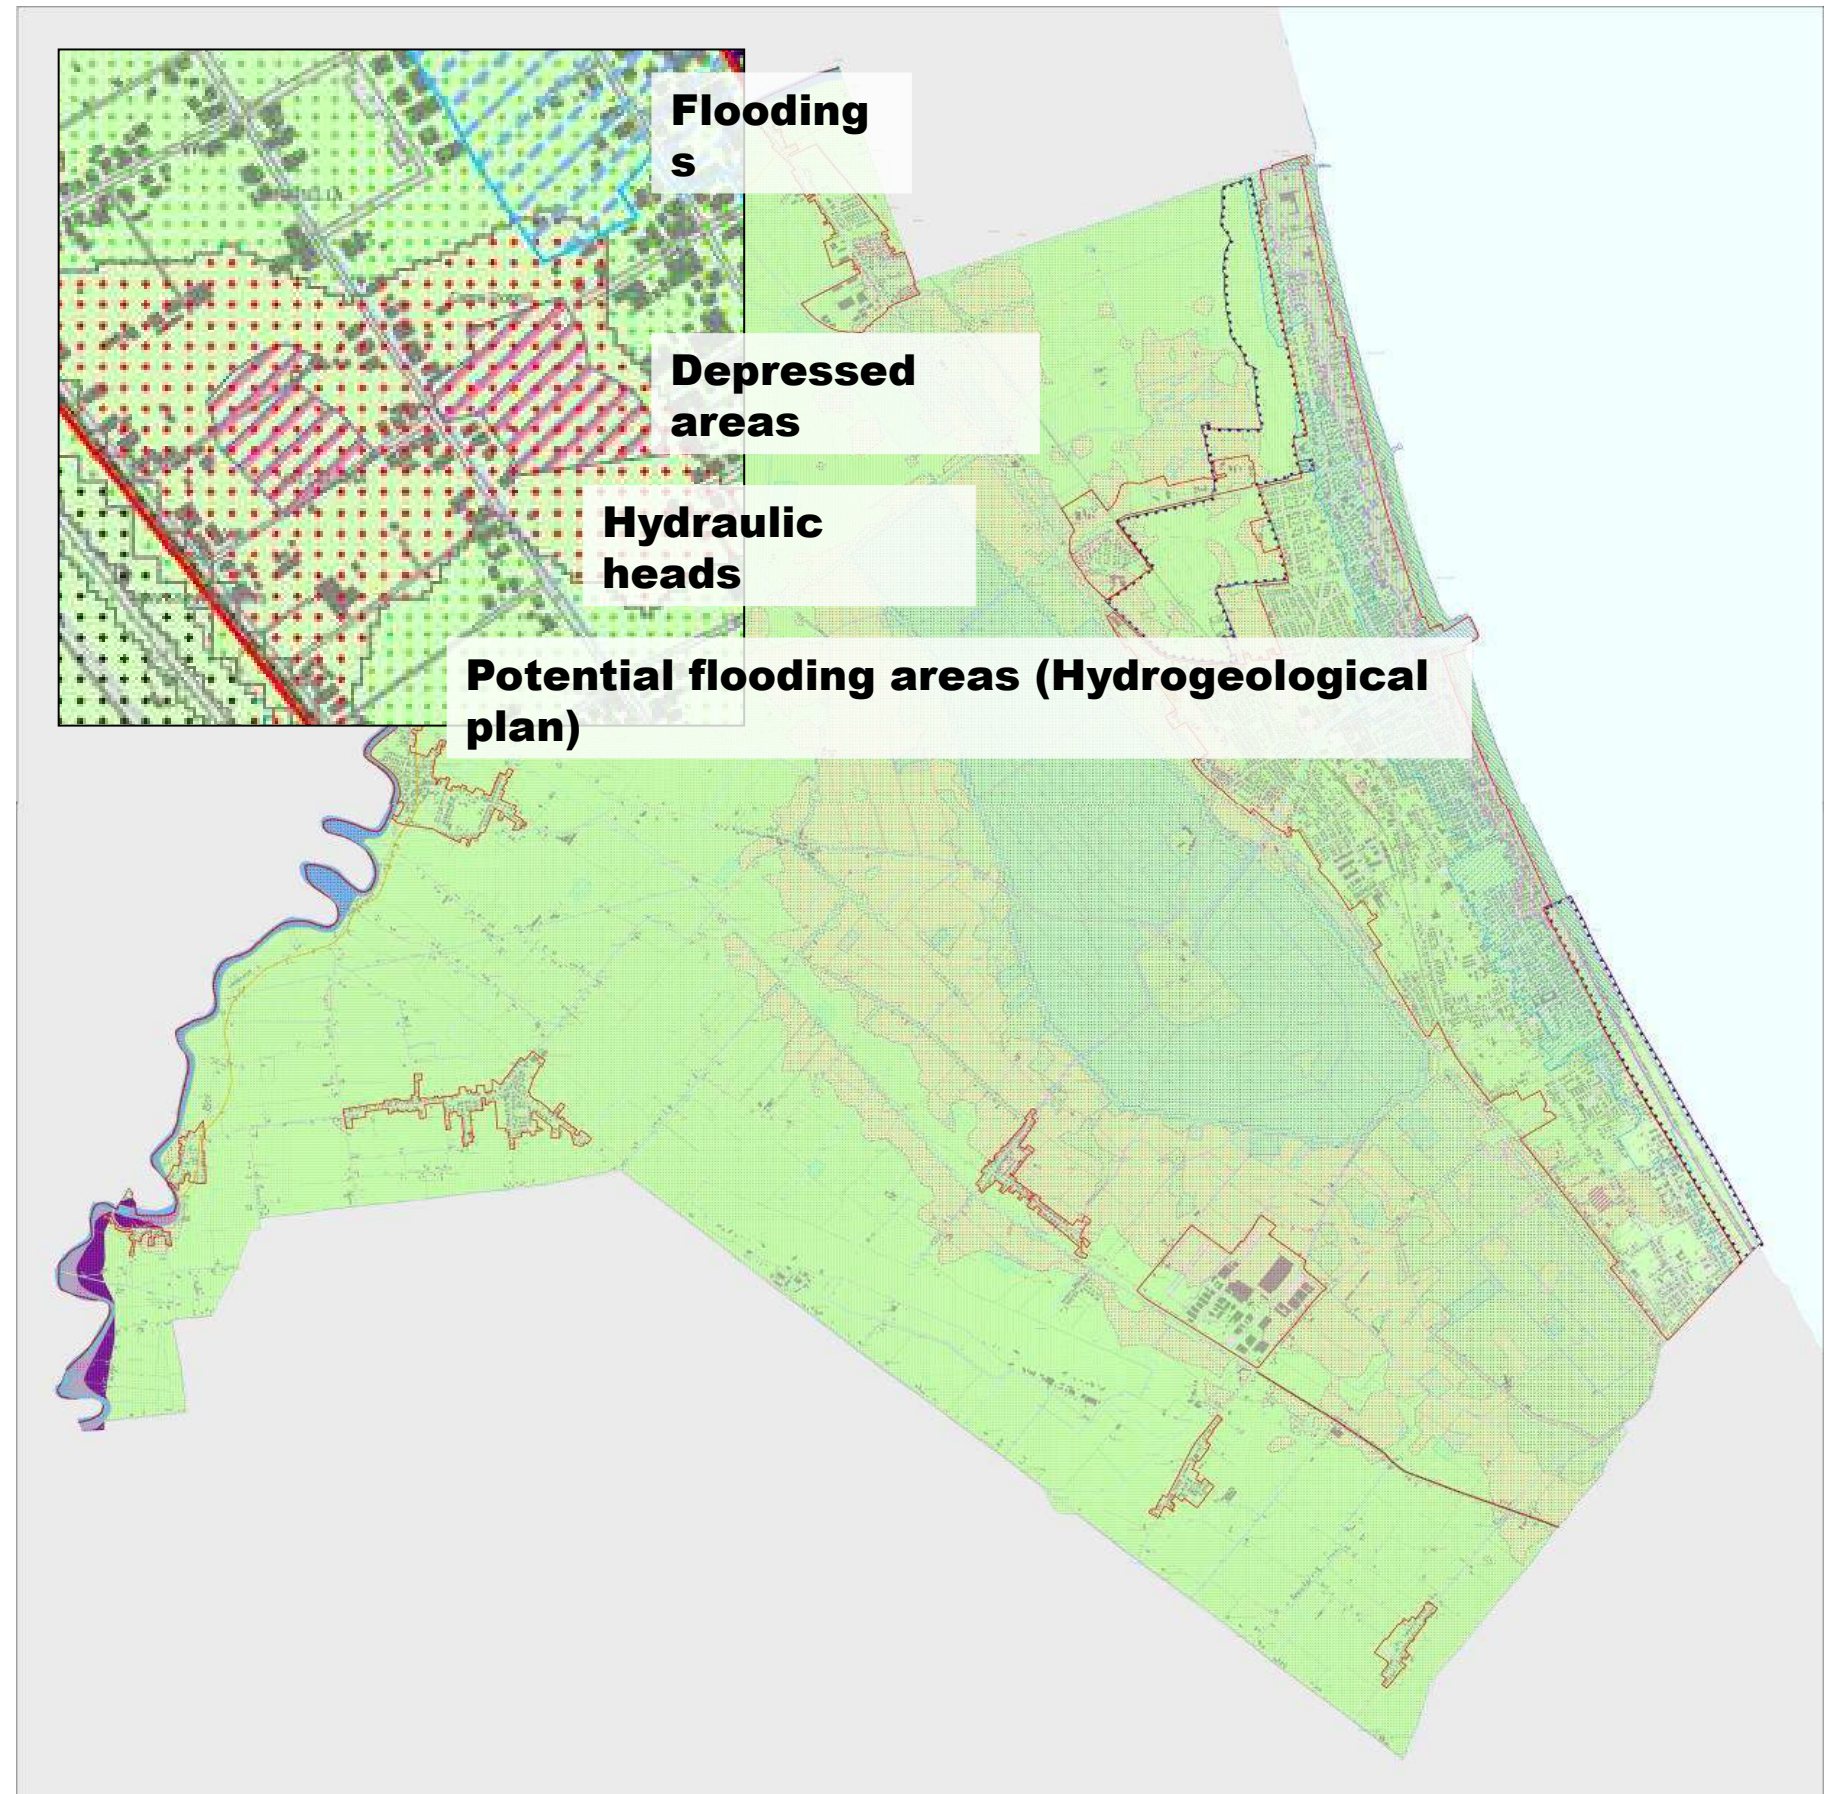 Flooding
s
Depressed
areas
Hydraulic
heads
Potential flooding areas (Hydrogeological
plan)